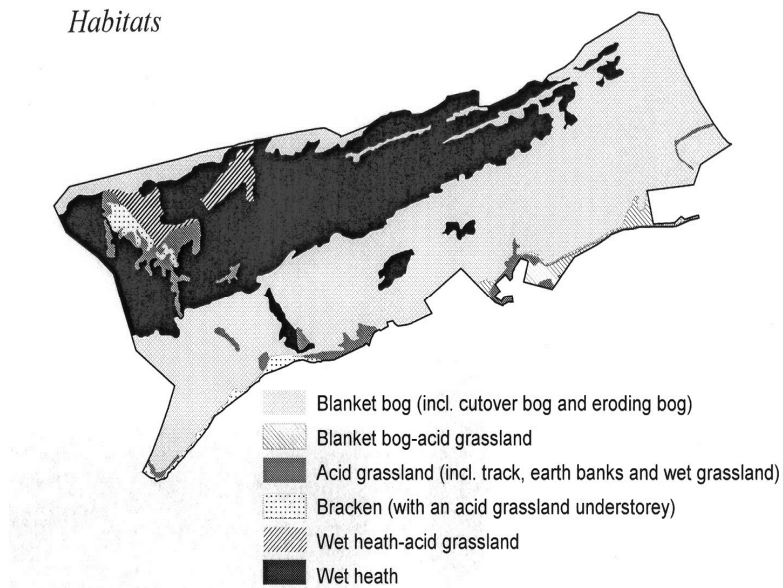 Habitats
Blanket bog (incl. cutover bog and eroding bog)
Blanket bog-acid grassland
Acid grassland (incl. track, earth banks and wet grassland)
Bracken (with an acid grassland understorey)
Wet heath-acid grassland
Wet heath